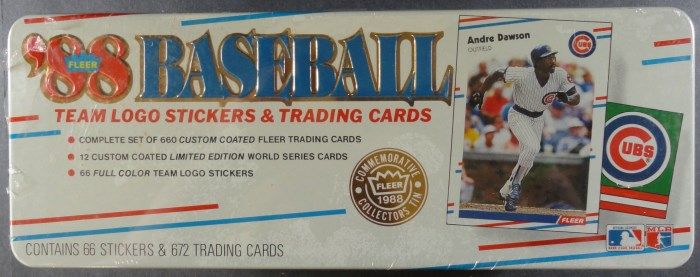 '88 BASEBALL
FLEER
TEAM LOGO STICKERS & TRADING CARDS
• COMPLETE SET OF 660 CUSTOM COATED FLEER TRADING CARDS
• 12 CUSTOM COATED LIMITED EDITION WORLD SERIES CARDS
• 66 FULL COLOR TEAM LOGO STICKERS
COMMEMORATIVE
FLEER
1988
COLLECTORS TIN
CONTAINS 66 STICKERS & 672 TRADING CARDS
Andre Dawson
OUTFIELD
CUBS
FLEER
CUBS
MLB